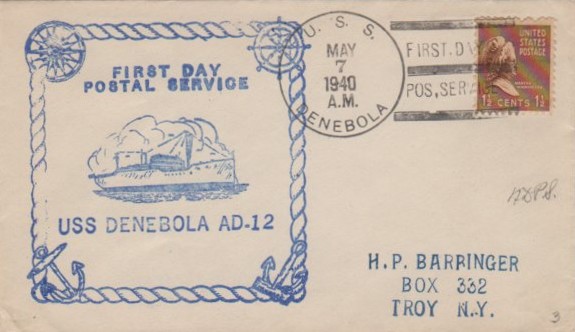 FIRST DAY
POSTAL SERVICE
USS DENEBOLA AD-12
U. S. S.
DENEBOLA
MAY
7
1940
A.M.
FIRST. D
POS, SER
UNITED
STATES
POSTAGE
1½ CENTS 1½
H.P. BARRINGER
BOX 332
TROY N.Y.
3